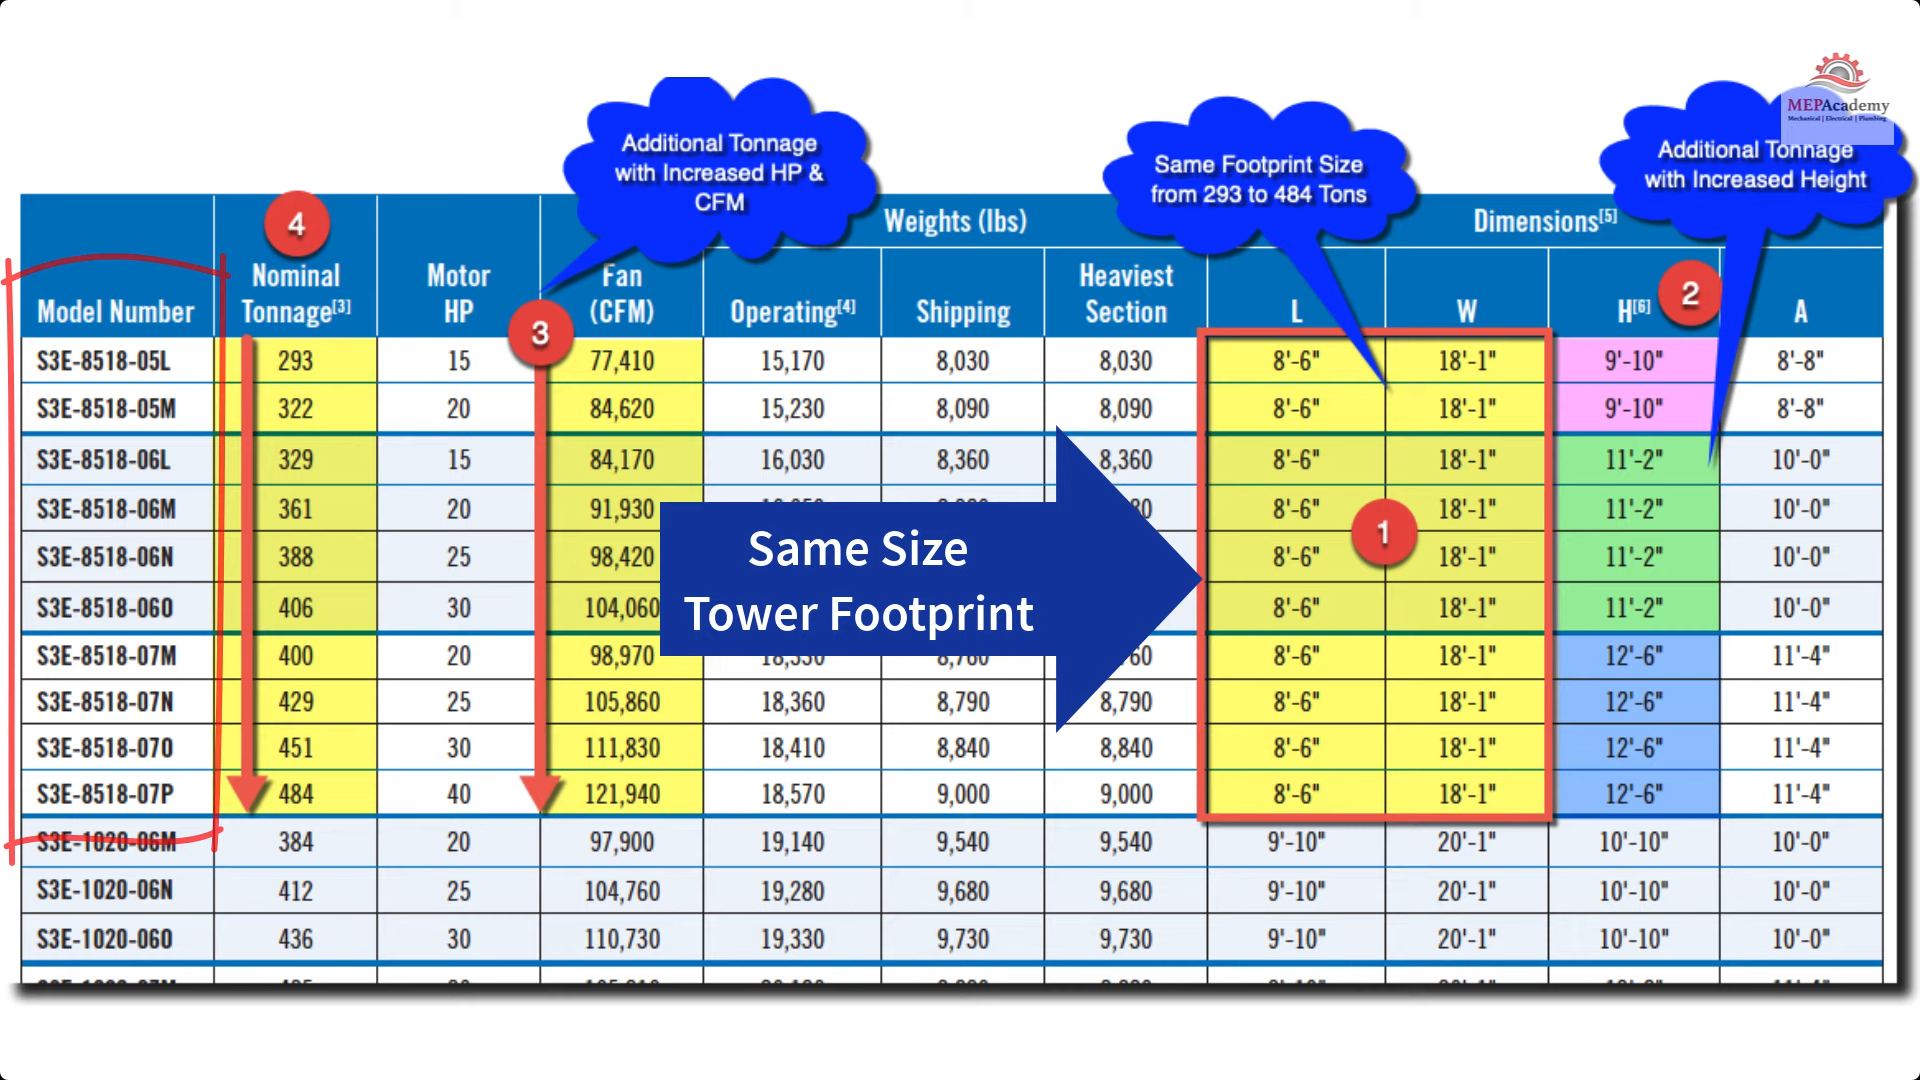 MEPAcademy
Mechanical | Electrical | Plumbing
Additional Tonnage
with Increased HP &
CFM
Same Footprint Size
from 293 to 484 Tons
Additional Tonnage
with Increased Height
4
Weights (lbs)
Dimensions[5]
Model Number
Nominal
Tonnage[3]
Motor
HP
3
Fan
(CFM)
Operating[4]
Shipping
Heaviest
Section
L
W
H[6]
2
A
S3E-8518-05L 293 15 77,410 15,170 8,030 8,030 8'-6" 18'-1" 9'-10" 8'-8"
S3E-8518-05M 322 20 84,620 15,230 8,090 8,090 8'-6" 18'-1" 9'-10" 8'-8"
S3E-8518-06L 329 15 84,170 16,030 8,360 8,360 8'-6" 18'-1" 11'-2" 10'-0"
S3E-8518-06M 361 20 91,930 8'-6" 18'-1" 11'-2" 10'-0"
1
S3E-8518-06N 388 25 98,420 8'-6" 18'-1" 11'-2" 10'-0"
S3E-8518-06O 406 30 104,060 8'-6" 18'-1" 11'-2" 10'-0"
Same Size
Tower Footprint
S3E-8518-07M 400 20 98,970 8'-6" 18'-1" 12'-6" 11'-4"
S3E-8518-07N 429 25 105,860 18,360 8,790 8,790 8'-6" 18'-1" 12'-6" 11'-4"
S3E-8518-07O 451 30 111,830 18,410 8,840 8,840 8'-6" 18'-1" 12'-6" 11'-4"
S3E-8518-07P 484 40 121,940 18,570 9,000 9,000 8'-6" 18'-1" 12'-6" 11'-4"
S3E-1020-06M 384 20 97,900 19,140 9,540 9,540 9'-10" 20'-1" 10'-10" 10'-0"
S3E-1020-06N 412 25 104,760 19,280 9,680 9,680 9'-10" 20'-1" 10'-10" 10'-0"
S3E-1020-06O 436 30 110,730 19,330 9,730 9,730 9'-10" 20'-1" 10'-10" 10'-0"